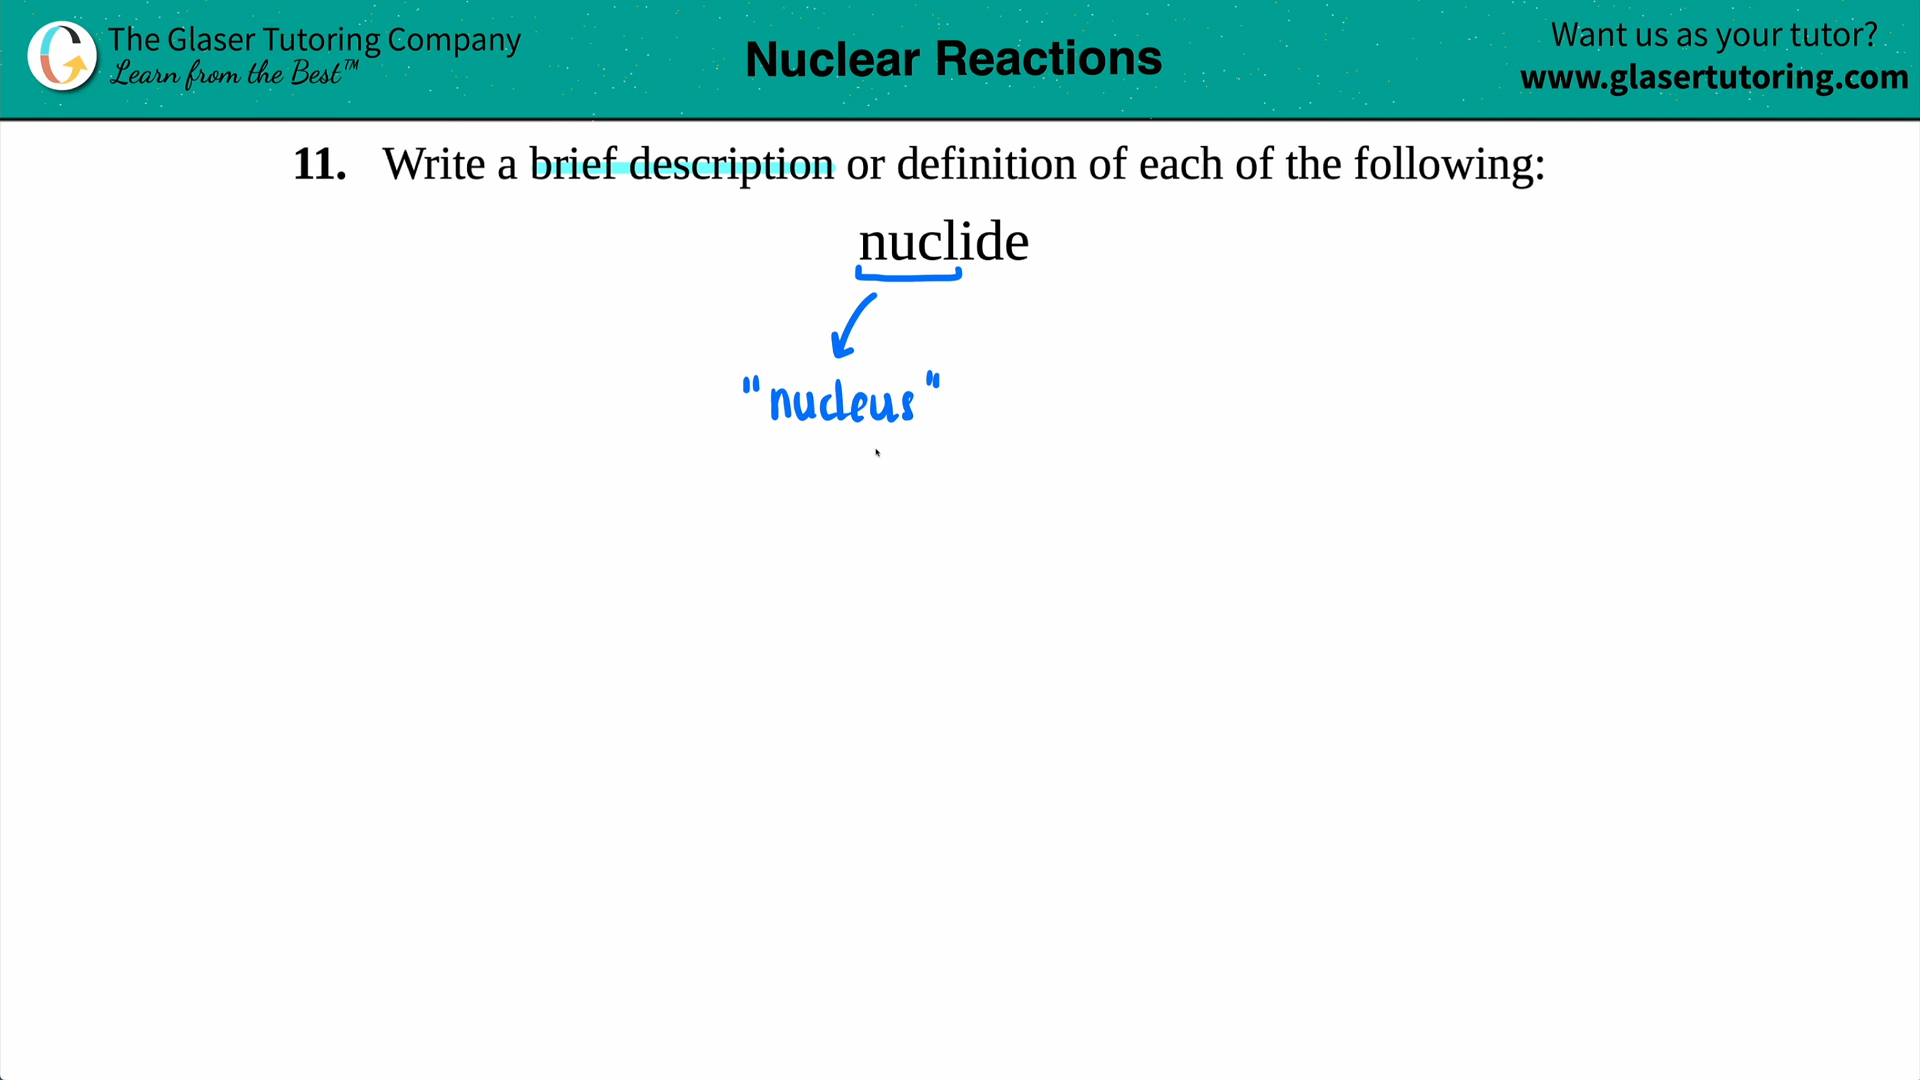 The Glaser Tutoring Company
Learn from the Best™
Nuclear Reactions
Want us as your tutor?
www.glasertutoring.com
11. Write a brief description or definition of each of the following:
nuclide
"nucleus"